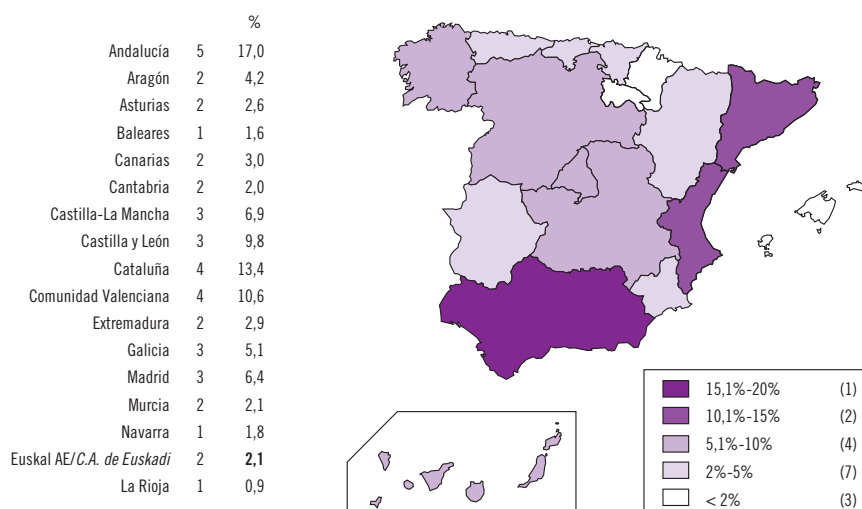 %
Andalucía 5 17,0
Aragón 2 4,2
Asturias 2 2,6
Baleares 1 1,6
Canarias 2 3,0
Cantabria 2 2,0
Castilla-La Mancha 3 6,9
Castilla y León 3 9,8
Cataluña 4 13,4
Comunidad Valenciana 4 10,6
Extremadura 2 2,9
Galicia 3 5,1
Madrid 3 6,4
Murcia 2 2,1
Navarra 1 1,8
Euskal AE/C.A. de Euskadi 2 2,1
La Rioja 1 0,9
15,1%-20% (1)
10,1%-15% (2)
5,1%-10% (4)
2%-5% (7)
< 2% (3)